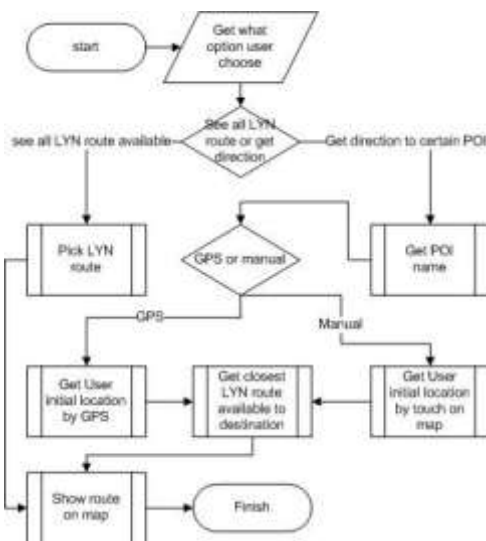 start
Get what
option user
choose
See all LYN
route or get
direction
see all LYN route available
Get direction to certain POI
Pick LYN
route
GPS or manual
Get POI
name
GPS
Manual
Get User
initial location
by GPS
Get closest
LYN route
available to
destination
Get User
initial location
by touch on
map
Show route
on map
Finish